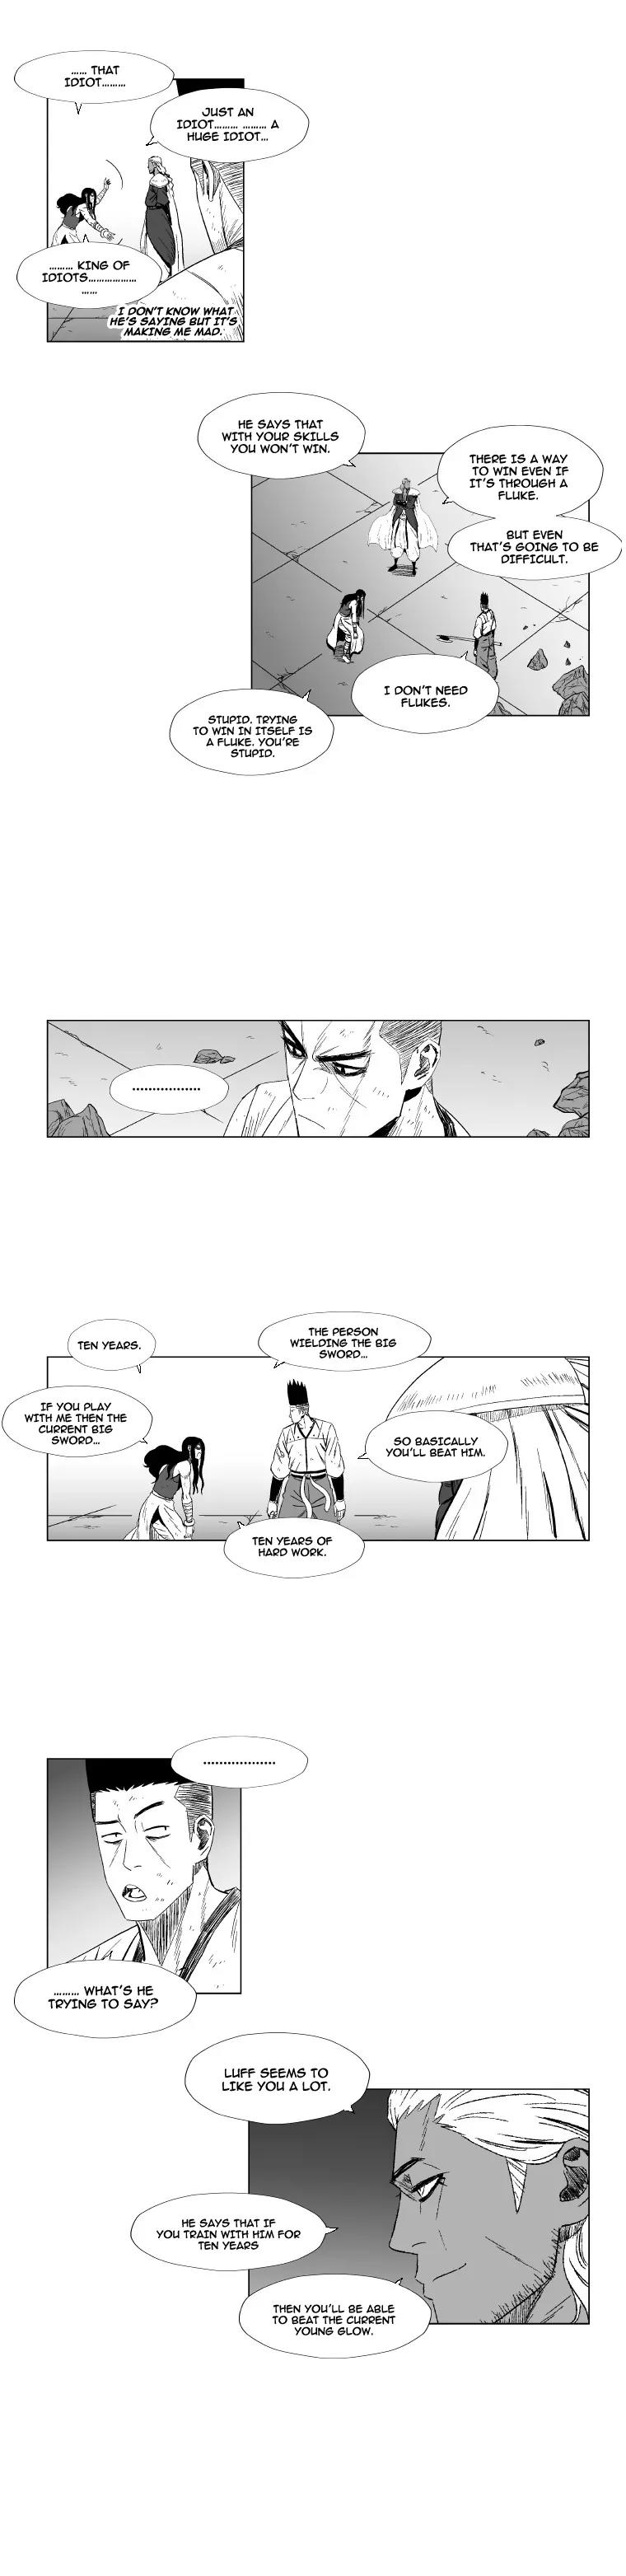 ...... THAT
IDIOT.........
JUST AN
IDIOT......... ......... A
HUGE IDIOT...
......... KING OF
IDIOTS..................
......
I DON'T KNOW WHAT
HE'S SAYING BUT IT'S
MAKING ME MAD.
HE SAYS THAT
WITH YOUR SKILLS
YOU WON'T WIN.
THERE IS A WAY
TO WIN EVEN IF
IT'S THROUGH A
FLUKE.
BUT EVEN
THAT'S GOING TO BE
DIFFICULT.
I DON'T NEED
FLUKES.
STUPID. TRYING
TO WIN IN ITSELF IS
A FLUKE. YOU'RE
STUPID.
..................
TEN YEARS.
THE PERSON
WIELDING THE BIG
SWORD...
IF YOU PLAY
WITH ME THEN THE
CURRENT BIG
SWORD...
SO BASICALLY
YOU'LL BEAT HIM.
TEN YEARS OF
HARD WORK.
..................
......... WHAT'S HE
TRYING TO SAY?
LUFF SEEMS TO
LIKE YOU A LOT.
HE SAYS THAT IF
YOU TRAIN WITH HIM FOR
TEN YEARS
THEN YOU'LL BE ABLE
TO BEAT THE CURRENT
YOUNG GLOW.